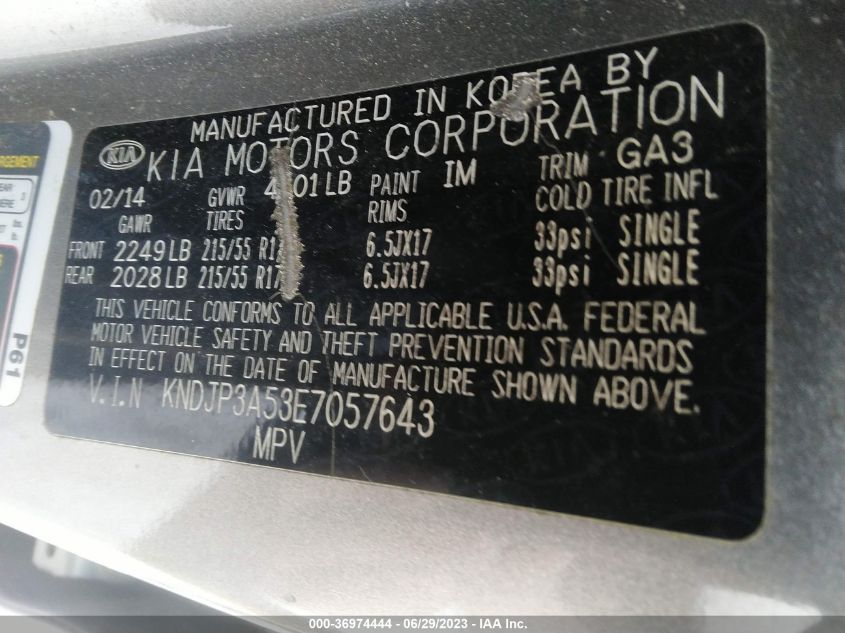 MANUFACTURED IN KOREA BY
KIA KIA MOTORS CORPORATION
02/14 GVWR PAINT IM TRIM GA3
GAWR TIRES RIMS COLD TIRE INFL
FRONT 2249LB 215/55 R17 6.5JX17 33psi SINGLE
REAR 2028LB 215/55 R17 6.5JX17 33psi SINGLE
THIS VEHICLE CONFORMS TO ALL APPLICABLE U.S.A. FEDERAL
MOTOR VEHICLE SAFETY AND THEFT PREVENTION STANDARDS
IN EFFECT ON THE DATE OF MANUFACTURE SHOWN ABOVE.
V.I.N KNDJP3A53E7057643
MPV
P61
000-36974444 - 06/29/2023 - IAA Inc.